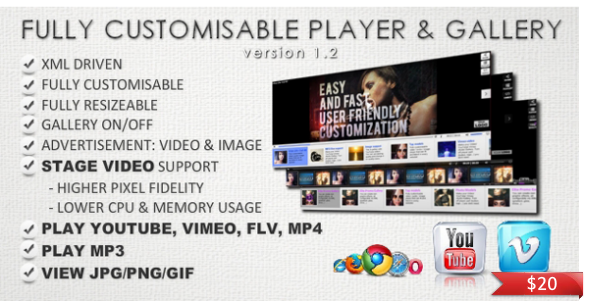 FULLY CUSTOMISABLE PLAYER & GALLERY
version 1.2
XML DRIVEN
FULLY CUSTOMISABLE
FULLY RESIZEABLE
GALLERY ON/OFF
ADVERTISEMENT: VIDEO & IMAGE
STAGE VIDEO SUPPORT
- HIGHER PIXEL FIDELITY
- LOWER CPU & MEMORY USAGE
PLAY YOUTUBE, VIMEO, FLV, MP4
PLAY MP3
VIEW JPG/PNG/GIF
EASY
AND FAST
USER FRIENDLY
CUSTOMIZATION
You
Tube
$20